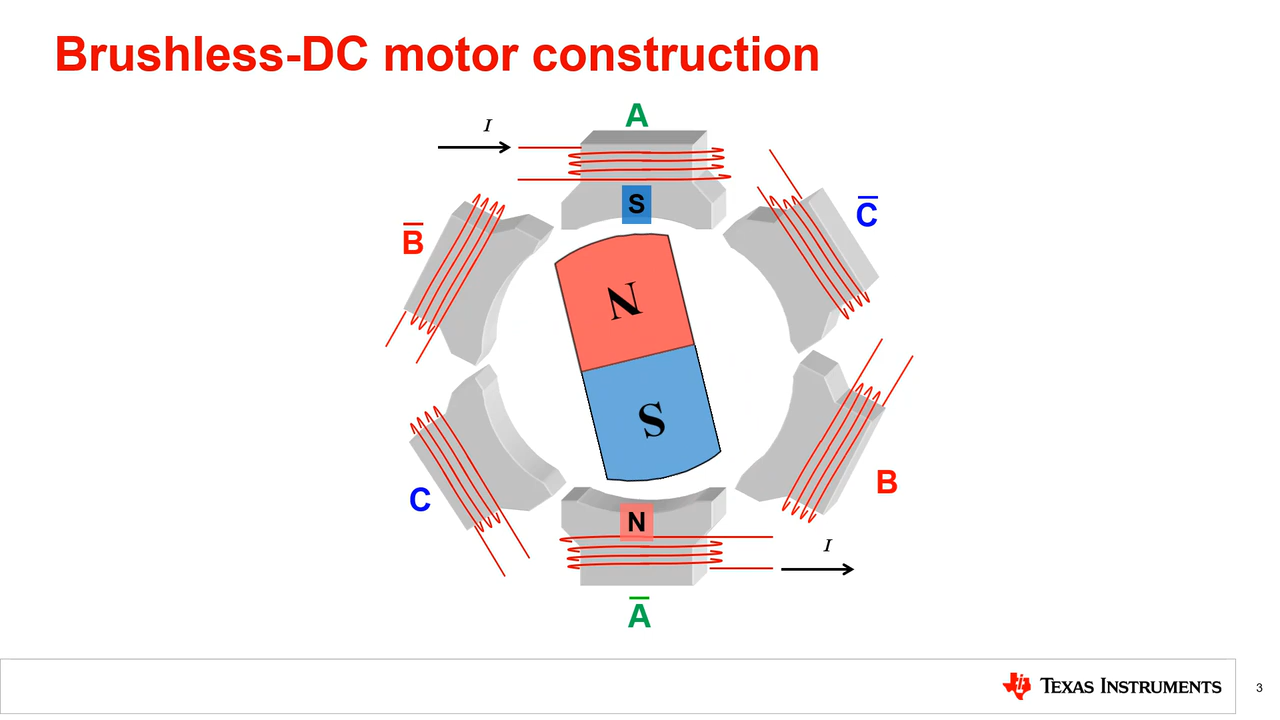 Brushless-DC motor construction
A
I
S
C̅
B̅
N
S
B
C
N
I
A̅
TEXAS INSTRUMENTS
3